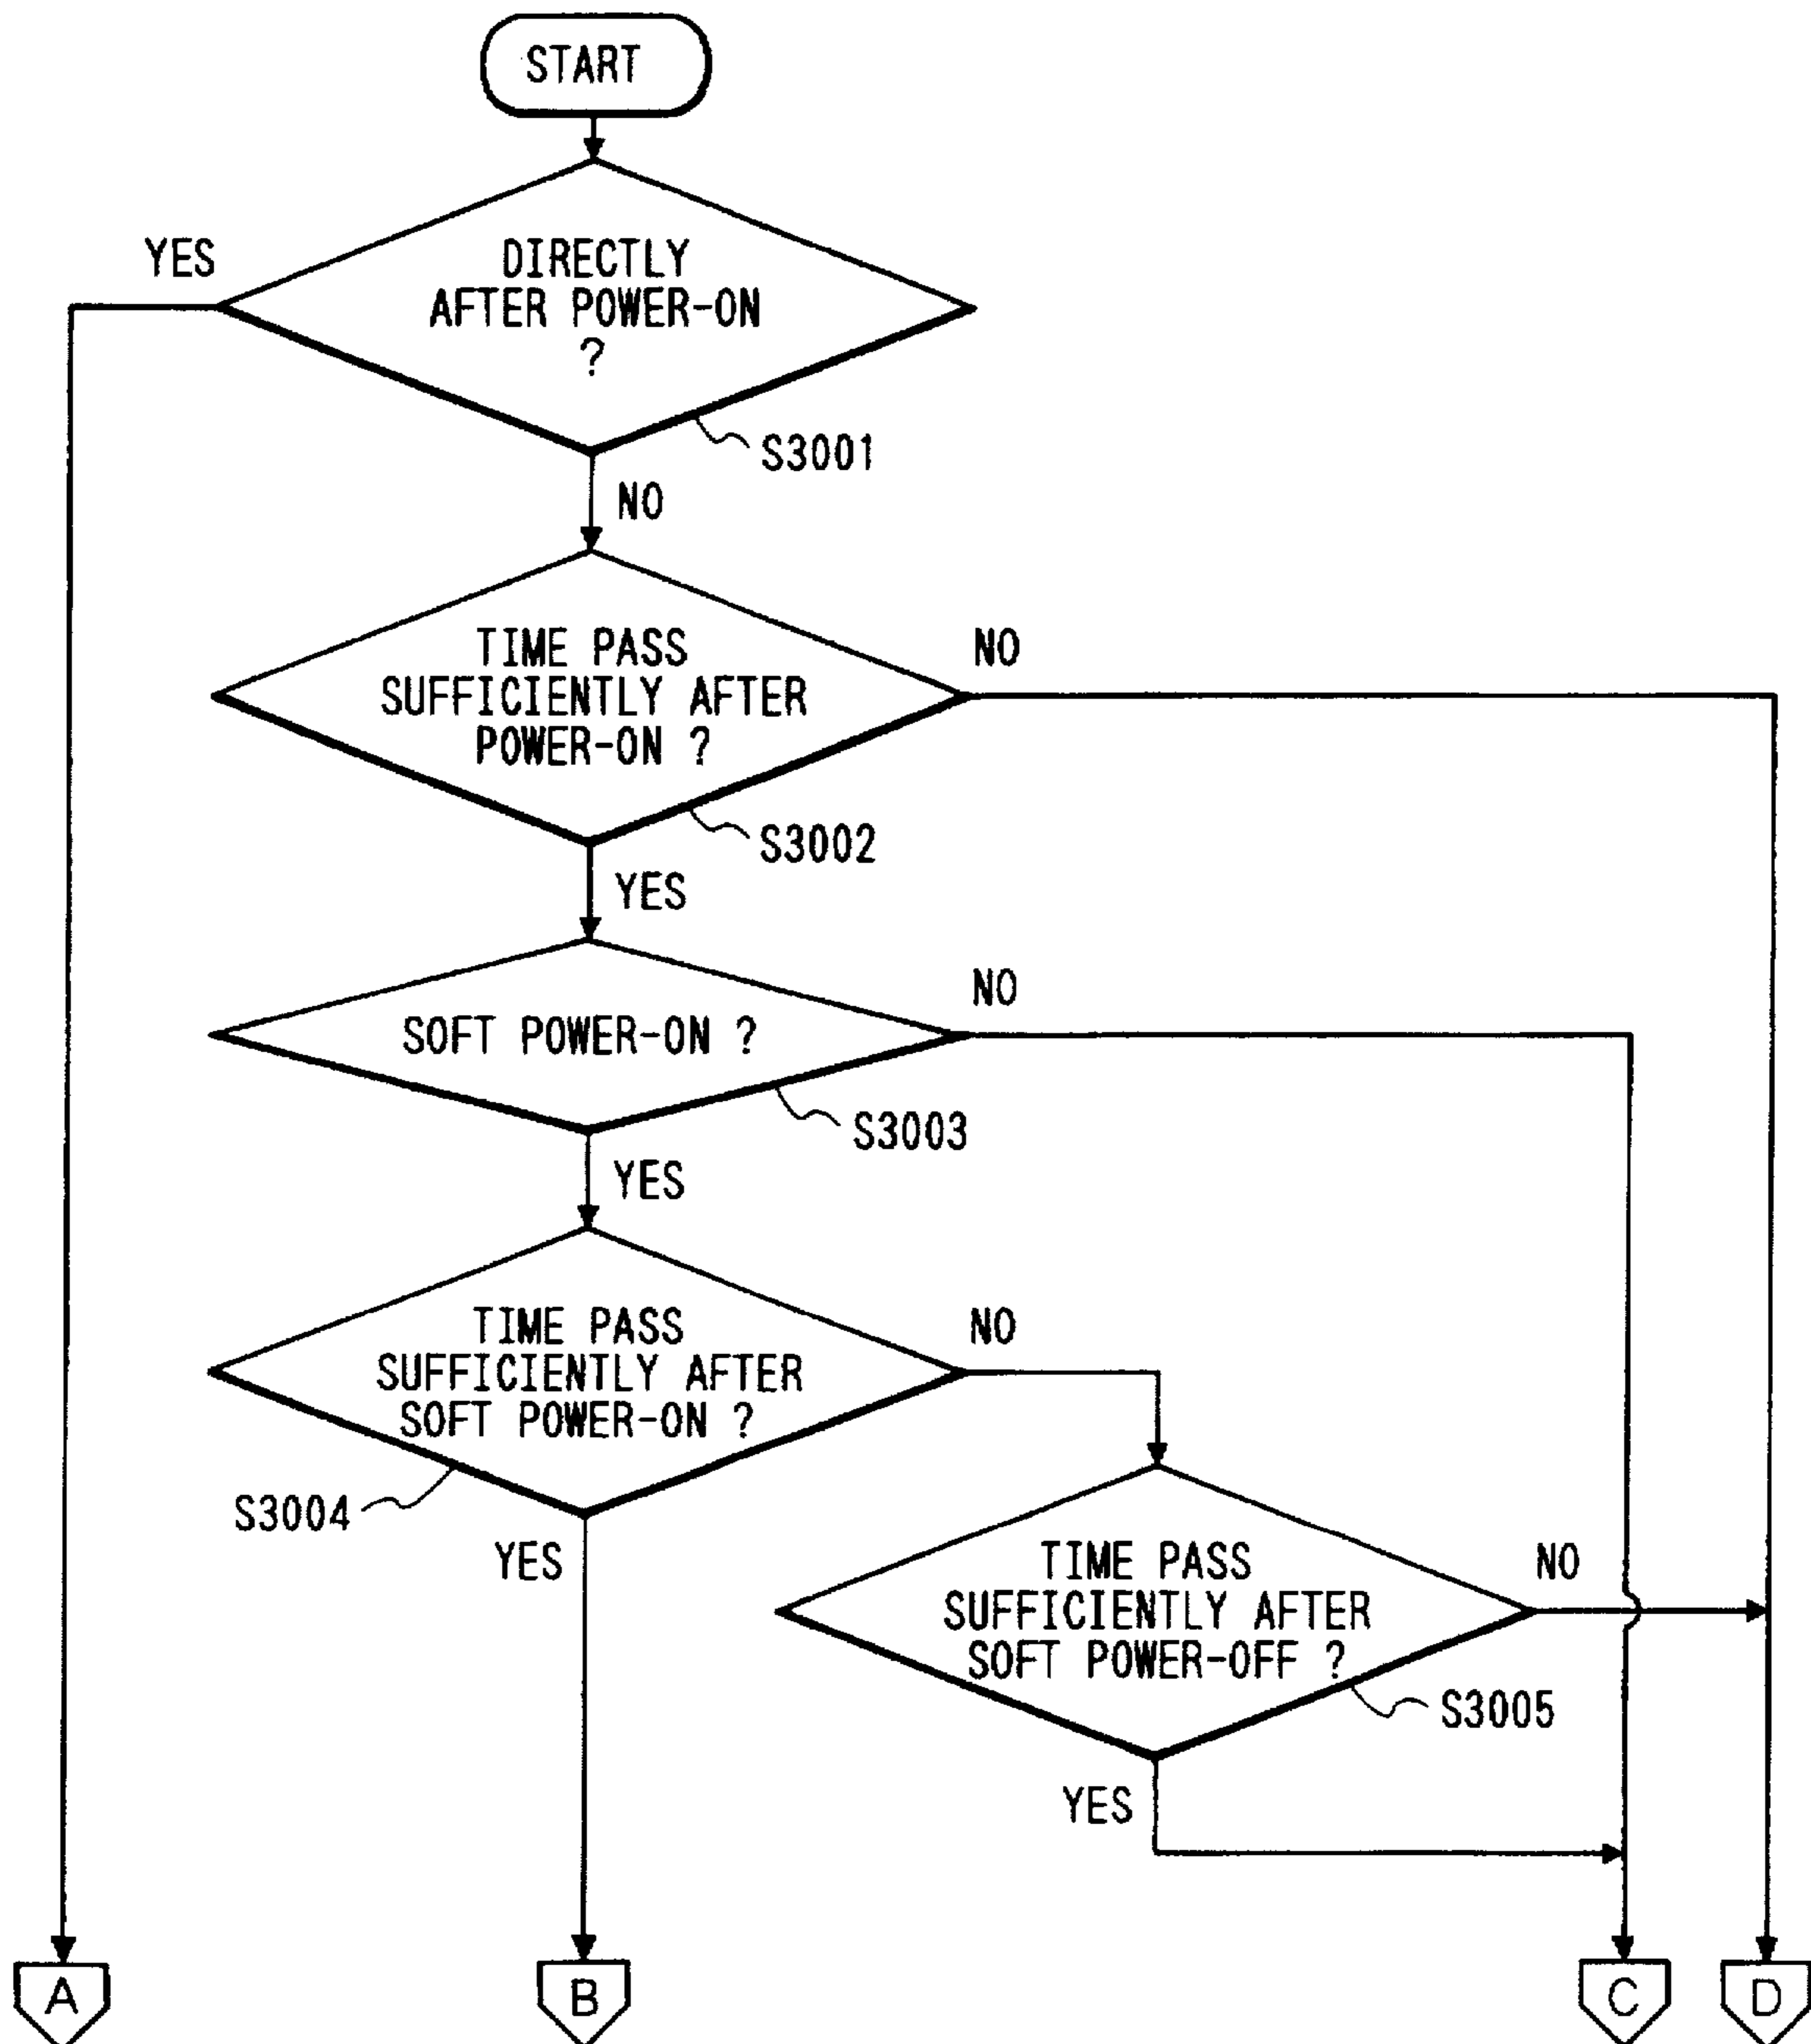 START
YES
DIRECTLY
AFTER POWER-ON
?
S3001
NO
TIME PASS
SUFFICIENTLY AFTER
POWER-ON ?
NO
S3002
YES
SOFT POWER-ON ?
NO
S3003
YES
TIME PASS
SUFFICIENTLY AFTER
SOFT POWER-ON ?
NO
S3004
YES
TIME PASS
SUFFICIENTLY AFTER
SOFT POWER-OFF ?
NO
S3005
YES
A
B
C
D